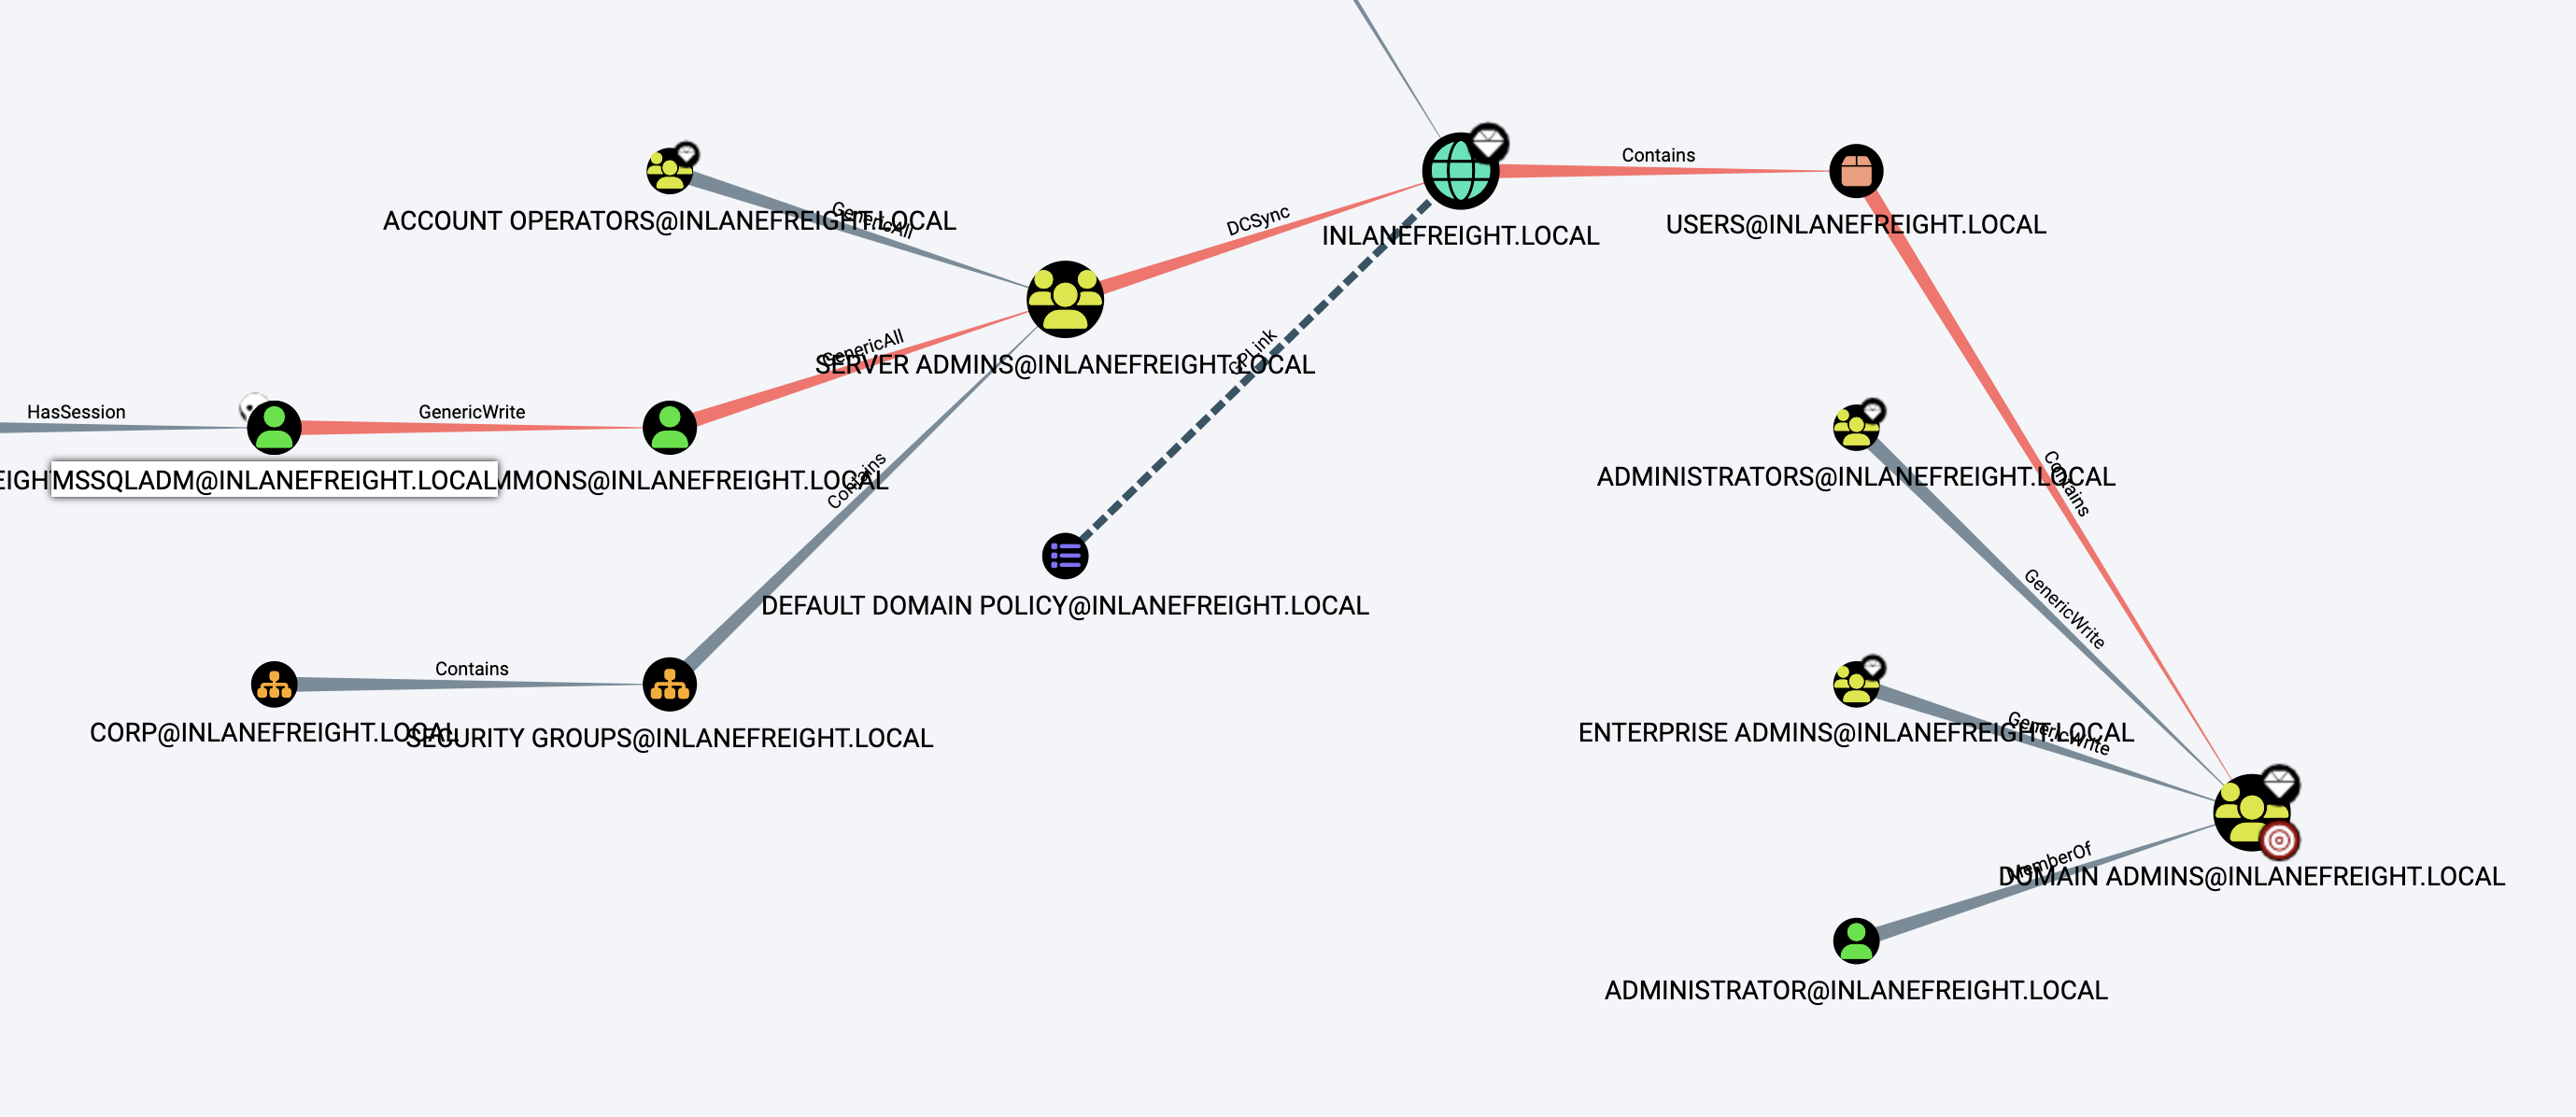 Contains
ACCOUNT OPERATORS@INLANEFREIGHT.LOCAL
GenericAll
DCSync
INLANEFREIGHT.LOCAL
USERS@INLANEFREIGHT.LOCAL
GenericAll
SERVER ADMINS@INLANEFREIGHT.LOCAL
GPLink
HasSession
GenericWrite
EIGH
MSSQLADM@INLANEFREIGHT.LOCAL
MMONS@INLANEFREIGHT.LOCAL
Contains
ADMINISTRATORS@INLANEFREIGHT.LOCAL
Contains
GenericWrite
DEFAULT DOMAIN POLICY@INLANEFREIGHT.LOCAL
Contains
CORP@INLANEFREIGHT.LOCAL
SECURITY GROUPS@INLANEFREIGHT.LOCAL
ENTERPRISE ADMINS@INLANEFREIGHT.LOCAL
GenericWrite
MemberOf
DOMAIN ADMINS@INLANEFREIGHT.LOCAL
ADMINISTRATOR@INLANEFREIGHT.LOCAL